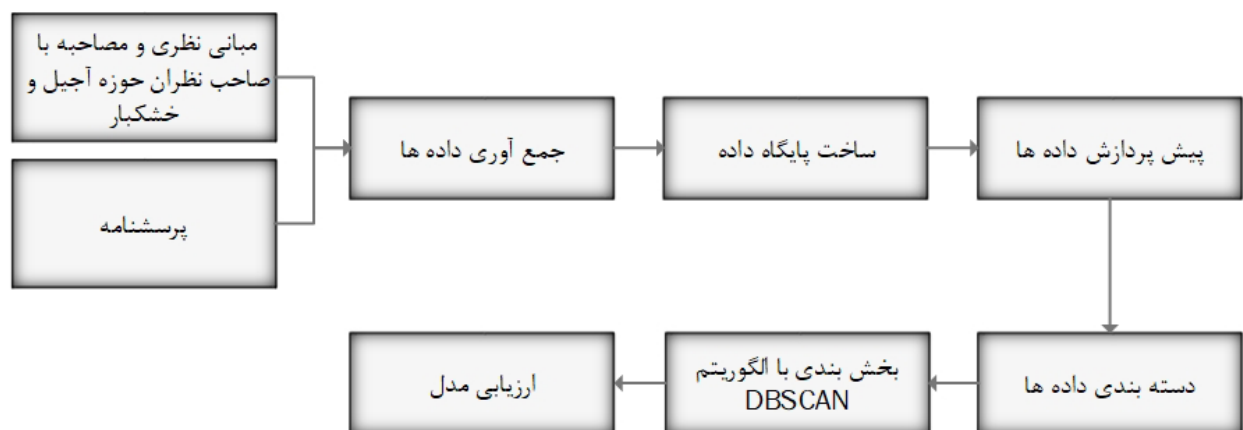 مبانی نظری و مصاحبه با
صاحب نظران حوزه آجیل و
خشکبار
پرسشنامه
جمع آوری داده ها
ساخت پایگاه داده
پیش پردازش داده ها
دسته بندی داده ها
بخش بندی با الگوریتم
DBSCAN
ارزیابی مدل